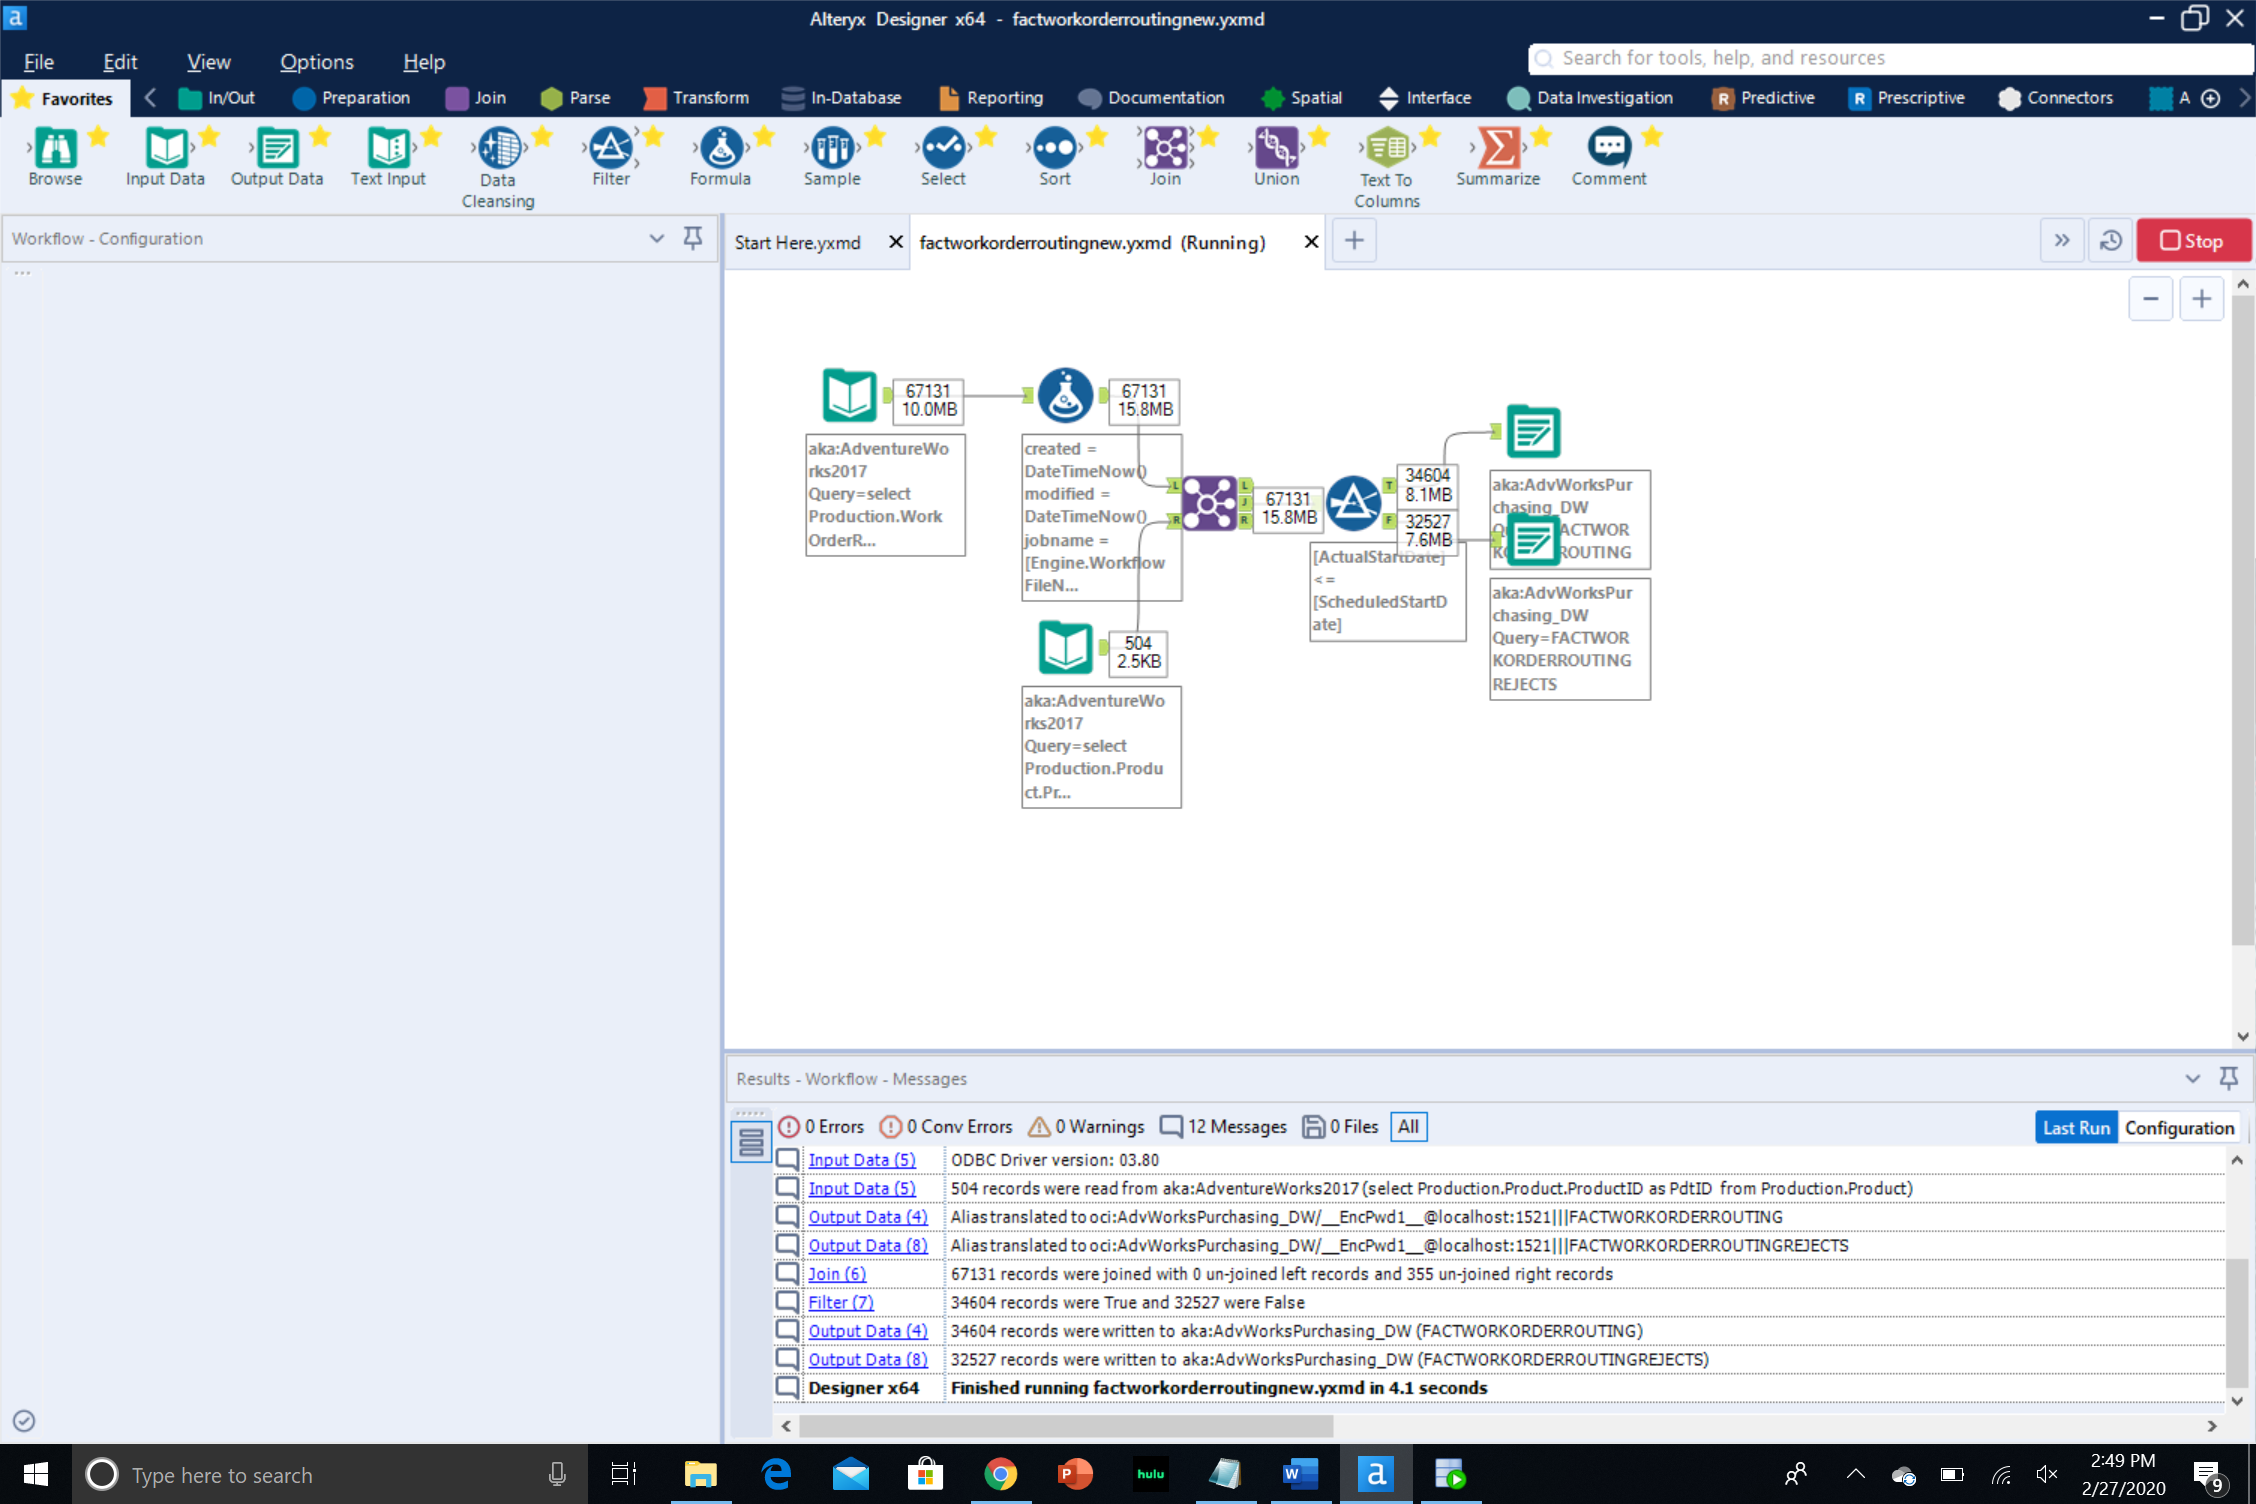 a
Alteryx Designer x64 - factworkorderroutingnew.yxmd
File Edit View Options Help
Search for tools, help, and resources
Favorites In/Out Preparation Join Parse Transform In-Database Reporting Documentation Spatial Interface Data Investigation Predictive Prescriptive Connectors A
Browse Input Data Output Data Text Input Data Cleansing Filter Formula Sample Select Sort Join Union Text To Columns Summarize Comment
Workflow - Configuration
Start Here.yxmd
factworkorderroutingnew.yxmd (Running)
Stop
67131
10.0MB
aka:AdventureWo
rks2017
Query=select
Production.Work
OrderR...
67131
15.8MB
created =
DateTimeNow()
modified =
DateTimeNow()
jobname =
[Engine.Workflow
FileN...
504
2.5KB
aka:AdventureWo
rks2017
Query=select
Production.Produ
ct.Pr...
L
R
L
J
R
67131
15.8MB
T
F
34604
8.1MB
32527
7.6MB
[ActualStartDate]
<=
[ScheduledStartD
ate]
aka:AdvWorksPur
chasing_DW
ACTWOR
ROUTING
aka:AdvWorksPur
chasing_DW
Query=FACTWOR
KORDERROUTING
REJECTS
Results - Workflow - Messages
0 Errors 0 Conv Errors 0 Warnings 12 Messages 0 Files All
Last Run Configuration
Input Data (5) ODBC Driver version: 03.80
Input Data (5) 504 records were read from aka:AdventureWorks2017 (select Production.Product.ProductID as PdtID from Production.Product)
Output Data (4) Alias translated to oci:AdvWorksPurchasing_DW/__EncPwd1__@localhost:1521|||FACTWORKORDERROUTING
Output Data (8) Alias translated to oci:AdvWorksPurchasing_DW/__EncPwd1__@localhost:1521|||FACTWORKORDERROUTINGREJECTS
Join (6) 67131 records were joined with 0 un-joined left records and 355 un-joined right records
Filter (7) 34604 records were True and 32527 were False
Output Data (4) 34604 records were written to aka:AdvWorksPurchasing_DW (FACTWORKORDERROUTING)
Output Data (8) 32527 records were written to aka:AdvWorksPurchasing_DW (FACTWORKORDERROUTINGREJECTS)
Designer x64 Finished running factworkorderroutingnew.yxmd in 4.1 seconds
Type here to search
hulu
2:49 PM
2/27/2020
9